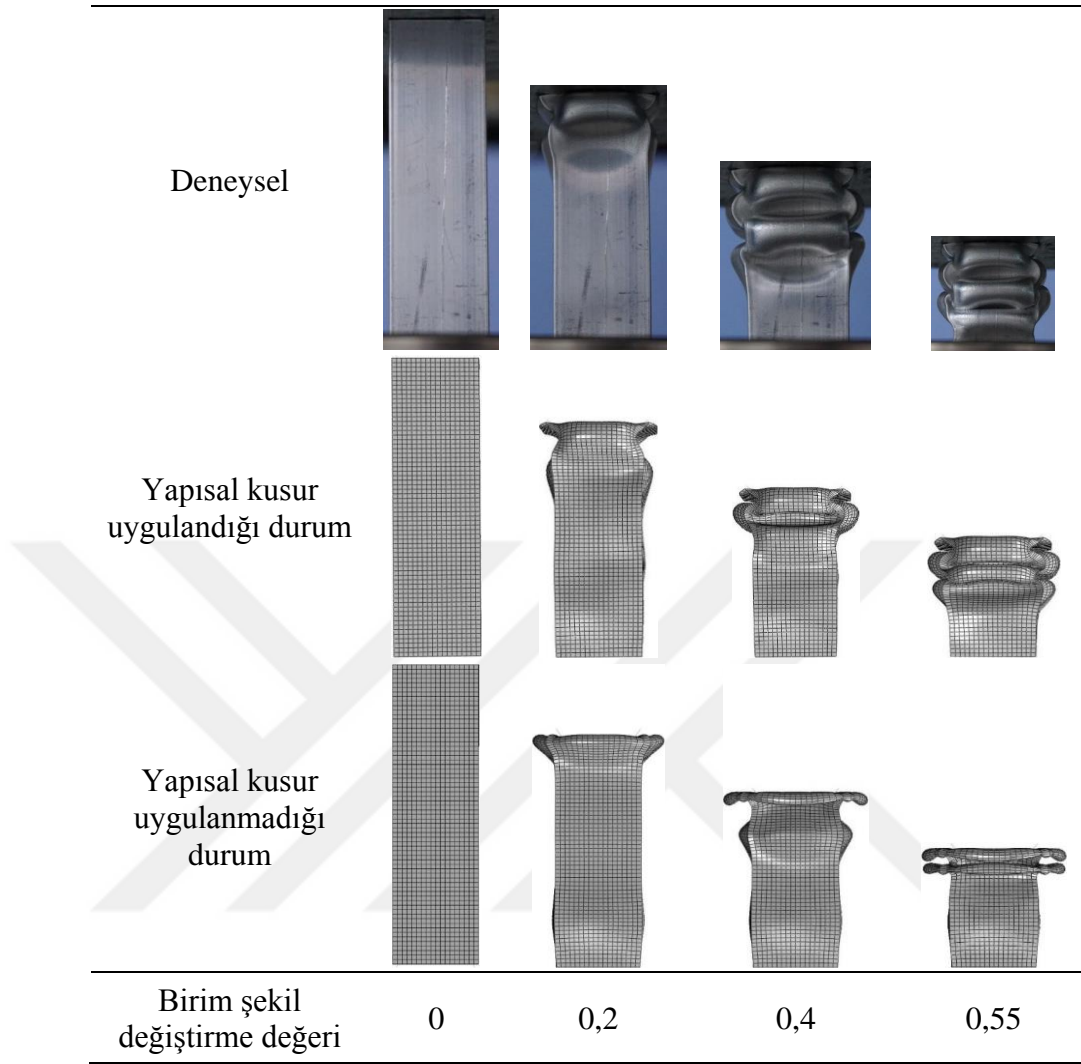 Deneysel
Yapısal kusur
uygulandığı durum
Yapısal kusur
uygulanmadığı
durum
Birim şekil
değiştirme değeri
0
0,2
0,4
0,55